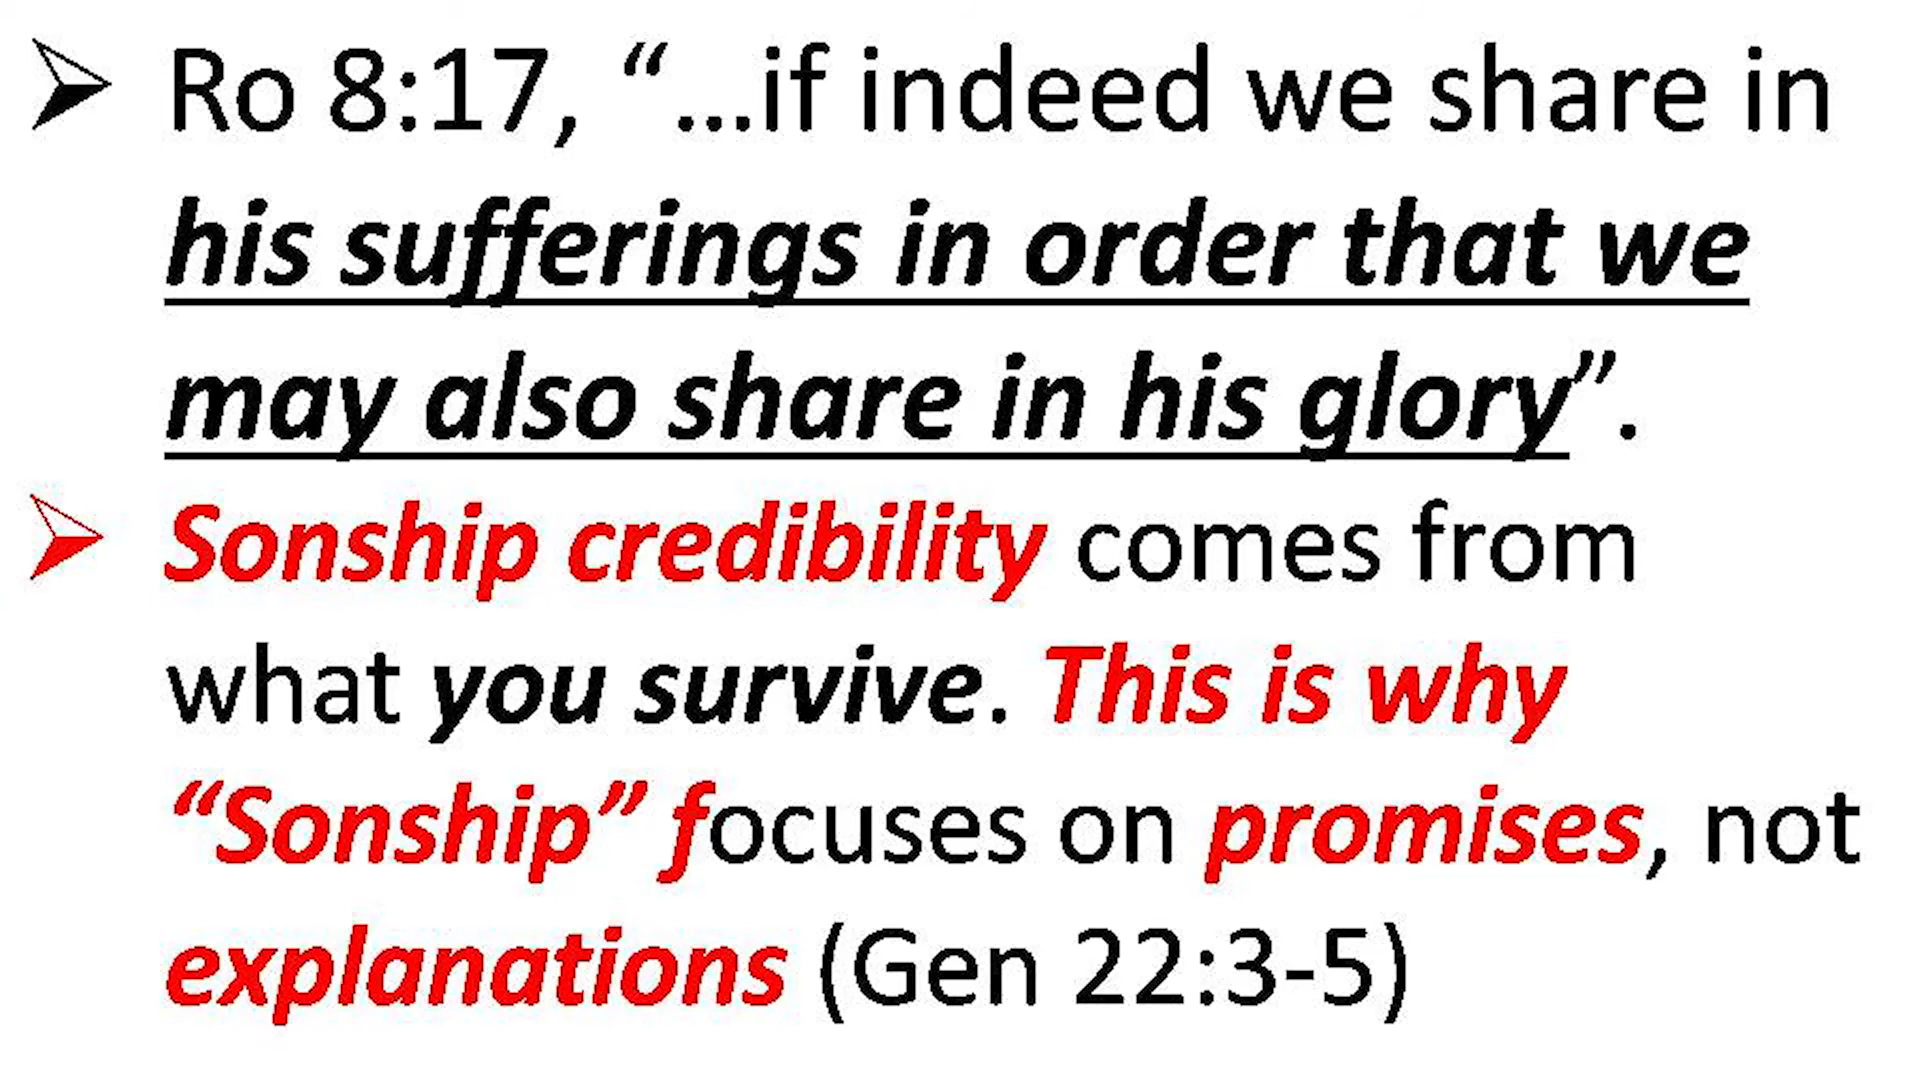 ➢ Ro 8:17, “...if indeed we share in
his sufferings in order that we
may also share in his glory”.
➢ Sonship credibility comes from
what you survive. This is why
“Sonship” focuses on promises, not
explanations (Gen 22:3-5)